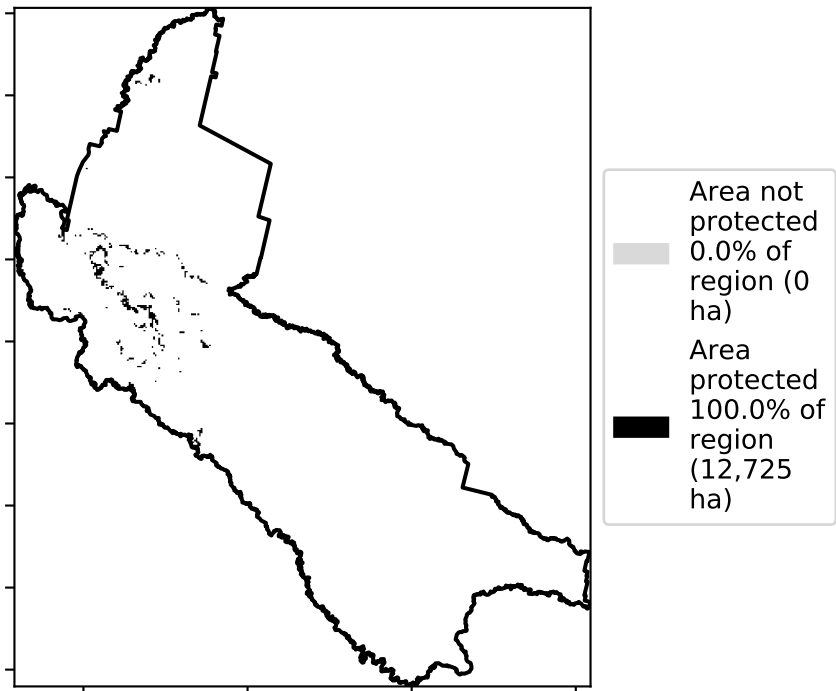 Area not
protected
0.0% of
region (0
ha)
Area
protected
100.0% of
region
(12,725
ha)